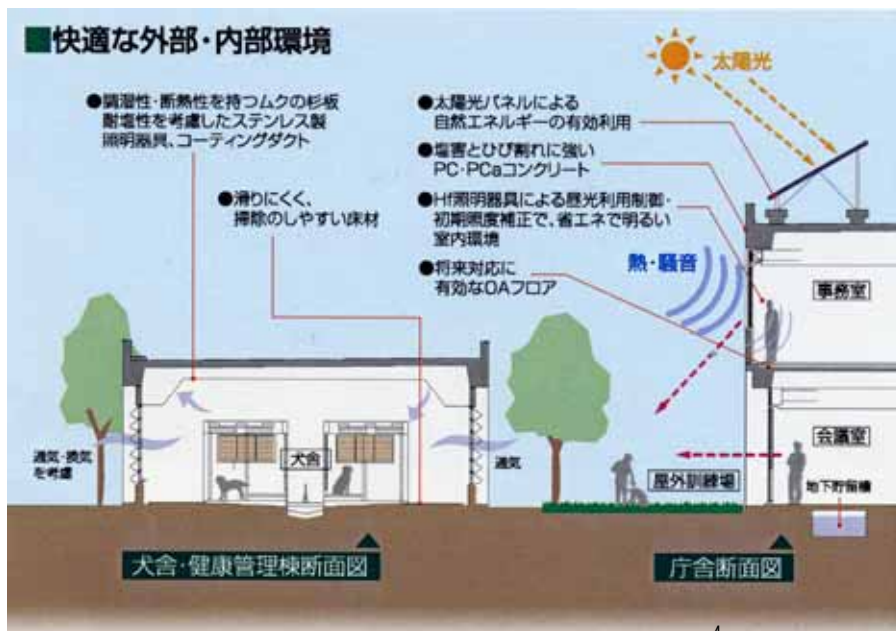 ■快適な外部・内部環境
太陽光
●調湿性・断熱性を持つムクの杉板
耐塩性を考慮したステンレス製
照明器具、コーティングダクト
●滑りにくく、
掃除のしやすい床材
●太陽光パネルによる
自然エネルギーの有効利用
●塩害とひび割れに強い
PC・PCaコンクリート
●Hf照明器具による昼光利用制御・
初期照度補正で、省エネで明るい
室内環境
●将来対応に
有効なOAフロア
熱・騒音
事務室
通気・換気
を考慮
犬舎
通気
屋外訓練場
会議室
地下貯留槽
犬舎・健康管理棟断面図
庁舎断面図